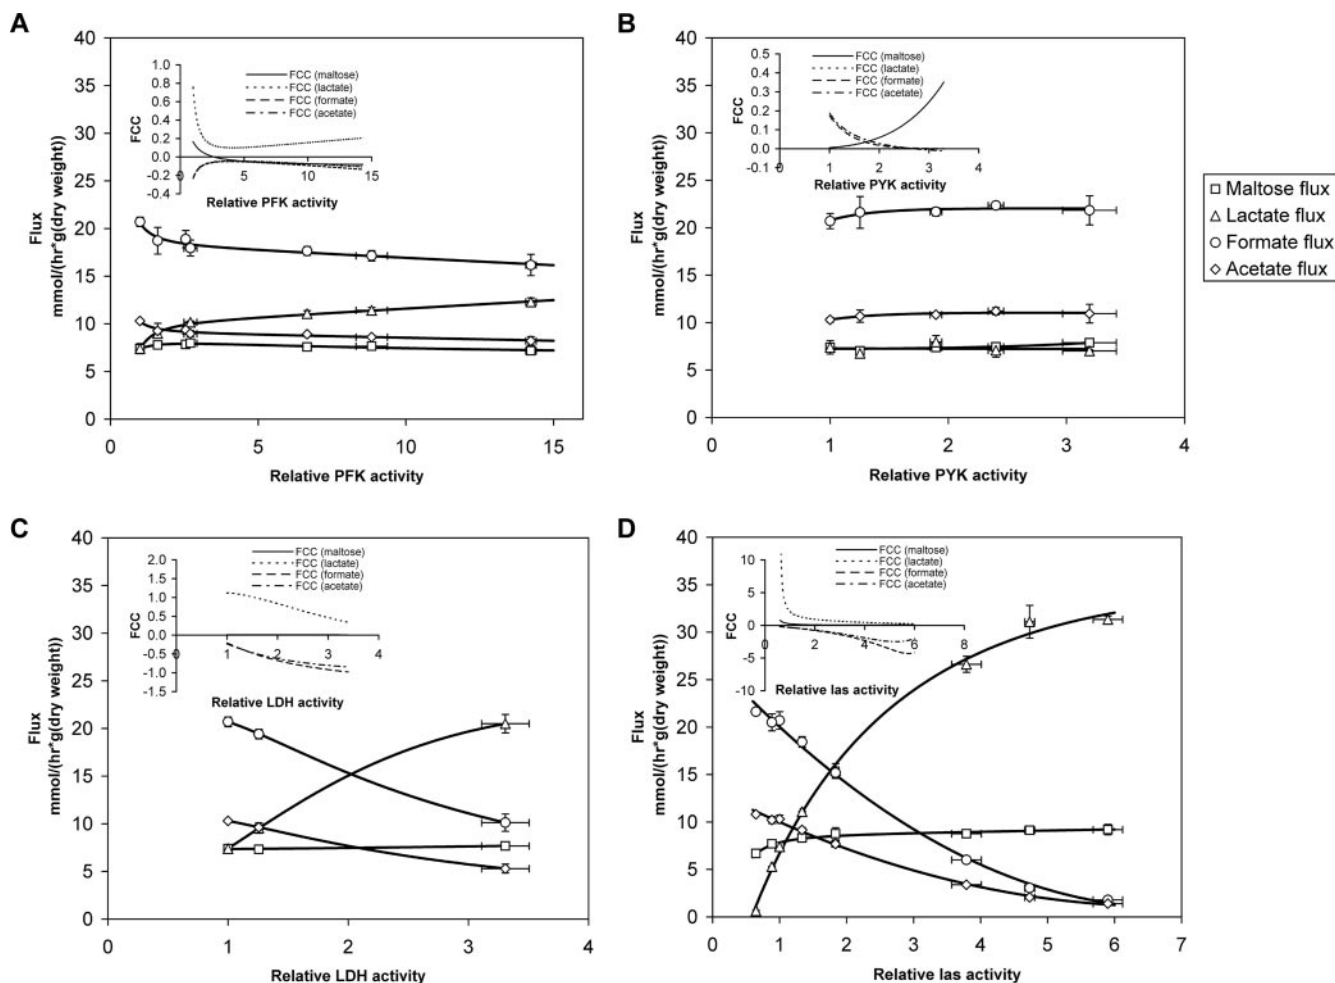 A
40
35
30
25
20
15
10
5
0
Flux
mmol/(hr*g(dry weight))
0
5
10
15
Relative PFK activity
1.0
0.8
0.6
0.4
0.2
0.0
-0.2
-0.4
FCC
FCC (maltose)
FCC (lactate)
FCC (formate)
FCC (acetate)
0
5
10
15
Relative PFK activity
B
40
35
30
25
20
15
10
5
0
0
1
2
3
4
Relative PYK activity
0.5
0.4
0.3
0.2
0.1
0.0
-0.1
FCC
FCC (maltose)
FCC (lactate)
FCC (formate)
FCC (acetate)
0
1
2
3
4
Relative PYK activity
Maltose flux
Lactate flux
Formate flux
Acetate flux
C
40
35
30
25
20
15
10
5
0
Flux
mmol/(hr*g(dry weight))
0
1
2
3
4
Relative LDH activity
2.0
1.5
1.0
0.5
0.0
-0.5
-1.0
-1.5
FCC
FCC (maltose)
FCC (lactate)
FCC (formate)
FCC (acetate)
0
1
2
3
4
Relative LDH activity
D
40
35
30
25
20
15
10
5
0
Flux
mmol/(hr*g(dry weight))
0
1
2
3
4
5
6
7
Relative las activity
10
5
0
-5
-10
FCC
FCC (maltose)
FCC (lactate)
FCC (formate)
FCC (acetate)
0
2
4
6
8
Relative las activity